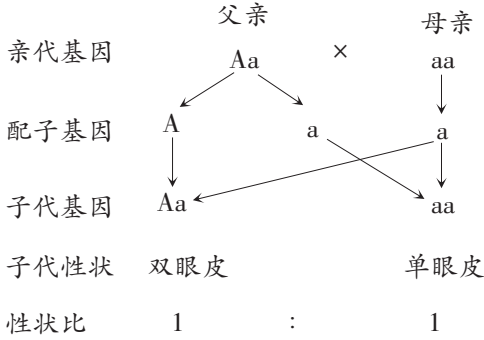 父亲 母亲
亲代基因 Aa × aa
配子基因 A a a
子代基因 Aa aa
子代性状 双眼皮 单眼皮
性状比 1 : 1